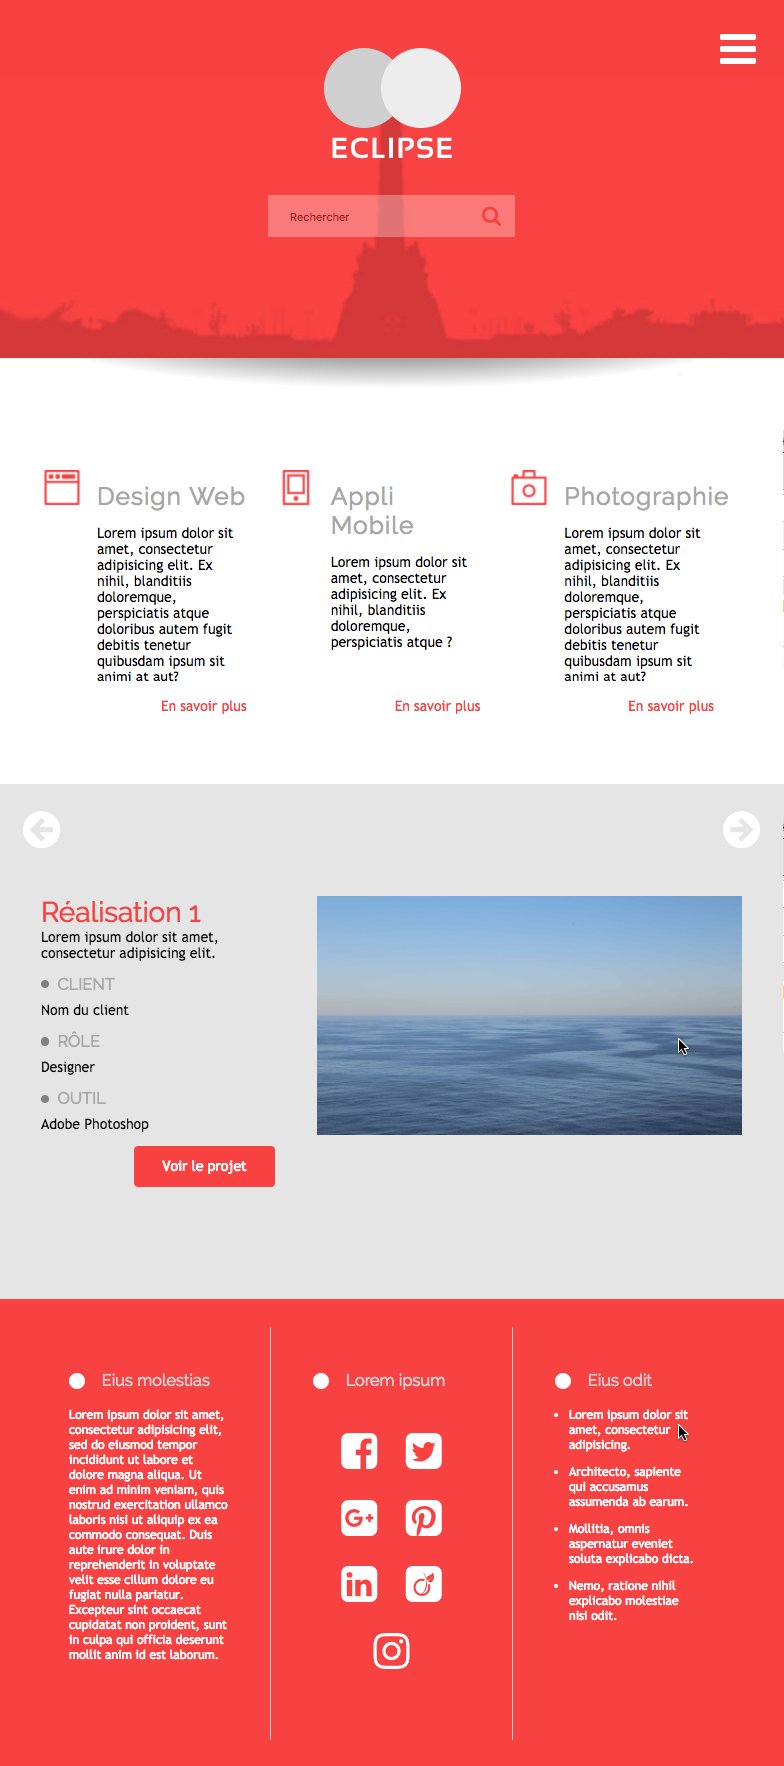 ECLIPSE
Rechercher
Design Web
Lorem ipsum dolor sit
amet, consectetur
adipisicing elit. Ex
nihil, blanditiis
doloremque,
perspiciatis atque
doloribus autem fugit
debitis tenetur
quibusdam ipsum sit
animi at aut?
En savoir plus
Appli
Mobile
Lorem ipsum dolor sit
amet, consectetur
adipisicing elit. Ex
nihil, blanditiis
doloremque,
perspiciatis atque ?
En savoir plus
Photographie
Lorem ipsum dolor sit
amet, consectetur
adipisicing elit. Ex
nihil, blanditiis
doloremque,
perspiciatis atque
doloribus autem fugit
debitis tenetur
quibusdam ipsum sit
animi at aut?
En savoir plus
Réalisation 1
Lorem ipsum dolor sit amet,
consectetur adipisicing elit.
CLIENT
Nom du client
RÔLE
Designer
OUTIL
Adobe Photoshop
Voir le projet
Eius molestias
Lorem ipsum dolor sit amet,
consectetur adipisicing elit,
sed do eiusmod tempor
incididunt ut labore et
dolore magna aliqua. Ut
enim ad minim veniam, quis
nostrud exercitation ullamco
laboris nisi ut aliquip ex ea
commodo consequat. Duis
aute irure dolor in
reprehenderit in voluptate
velit esse cillum dolore eu
fugiat nulla pariatur.
Excepteur sint occaecat
cupidatat non proident, sunt
in culpa qui officia deserunt
mollit anim id est laborum.
Lorem ipsum
Eius odit
• Lorem ipsum dolor sit
amet, consectetur
adipisicing.
• Architecto, sapiente
qui accusamus
assumenda ab earum.
• Mollitia, omnis
aspernatur eveniet
soluta explicabo dicta.
• Nemo, ratione nihil
explicabo molestiae
nisi odit.